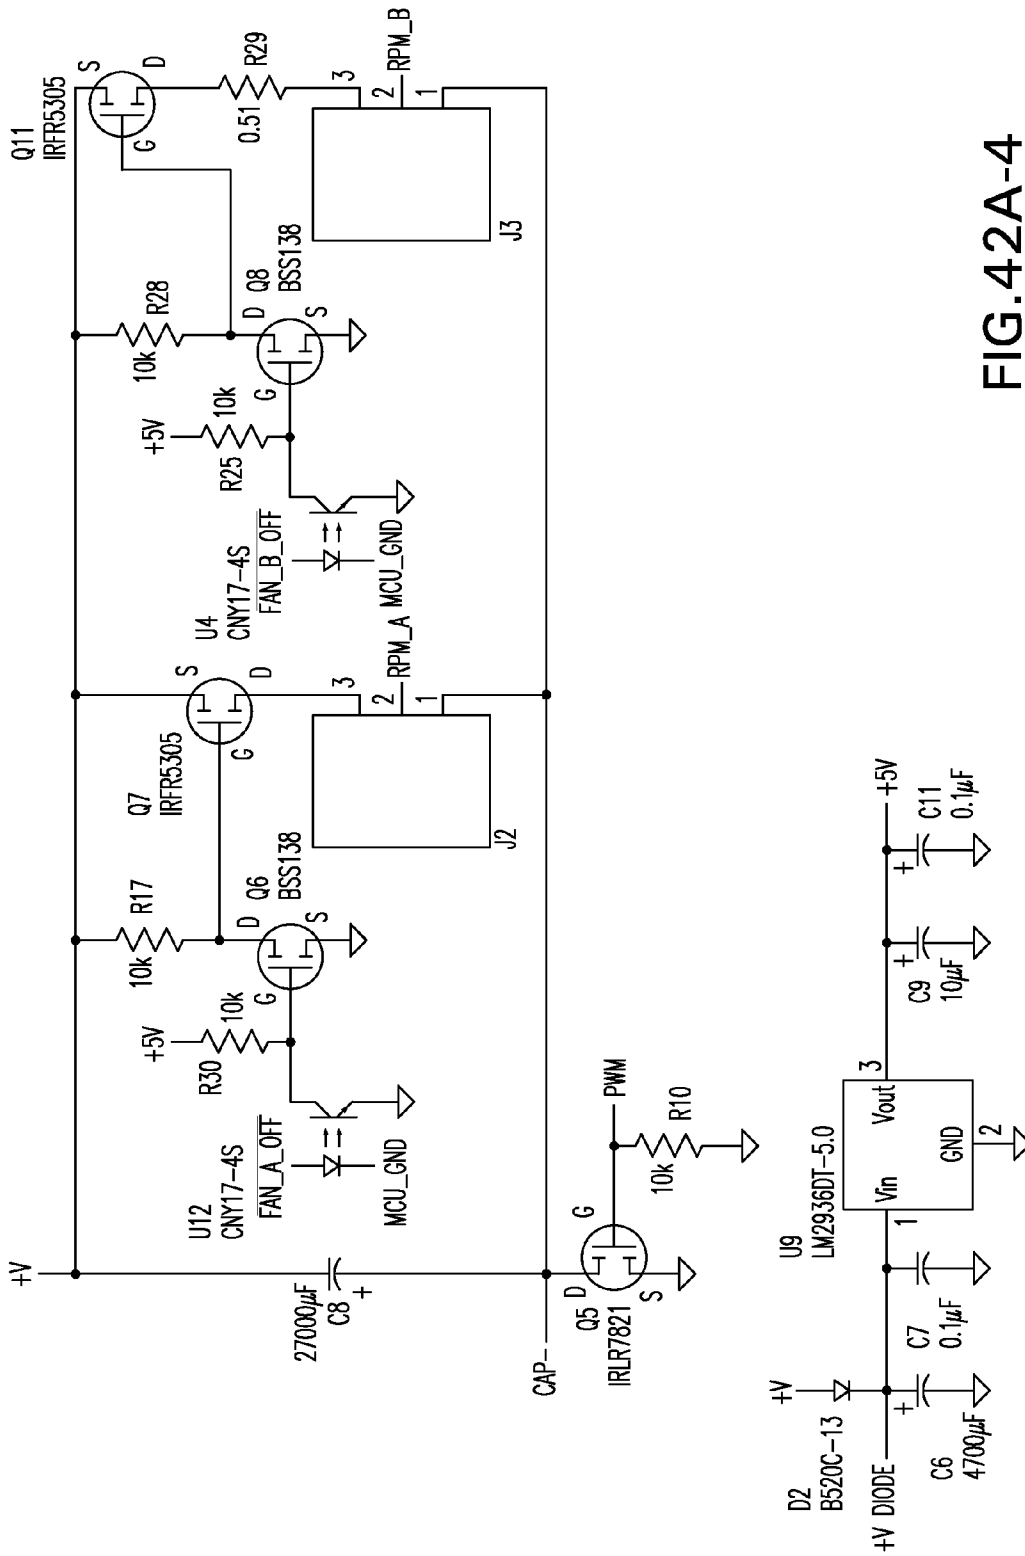 +V
27000µF
C8
+
CAP-
D
Q5
G
S
IRLR7821
PWM
10k
R10
U12
CNY17-4S
FAN_A_OFF
MCU_GND
+5V
R30
10k
10k
R17
Q6
BSS138
D
G
S
Q7
IRFR5305
S
G
D
3
2
1
RPM_A
J2
U4
CNY17-4S
FAN_B_OFF
MCU_GND
+5V
R25
10k
10k
R28
Q8
BSS138
D
G
S
Q11
IRFR5305
S
G
D
0.51
R29
3
2
1
RPM_B
J3
D2
B520C-13
+V
+V DIODE
+
C6
4700µF
C7
0.1µF
U9
LM2936DT-5.0
1
Vin
Vout
3
GND
2
+
C9
10µF
+
C11
0.1µF
+5V
FIG.42A-4